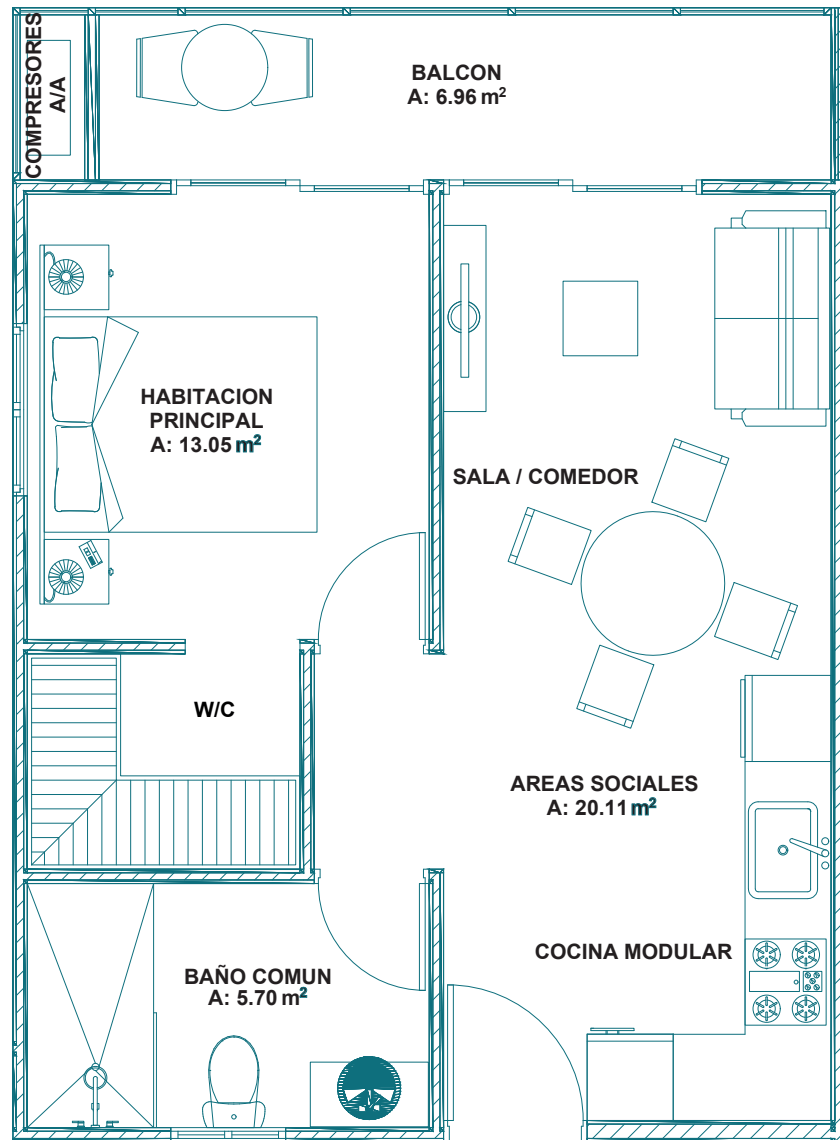 COMPRESORES
A/A
BALCON
A: 6.96 m²
HABITACION
PRINCIPAL
A: 13.05 m²
SALA / COMEDOR
W/C
AREAS SOCIALES
A: 20.11 m²
COCINA MODULAR
BAÑO COMUN
A: 5.70 m²